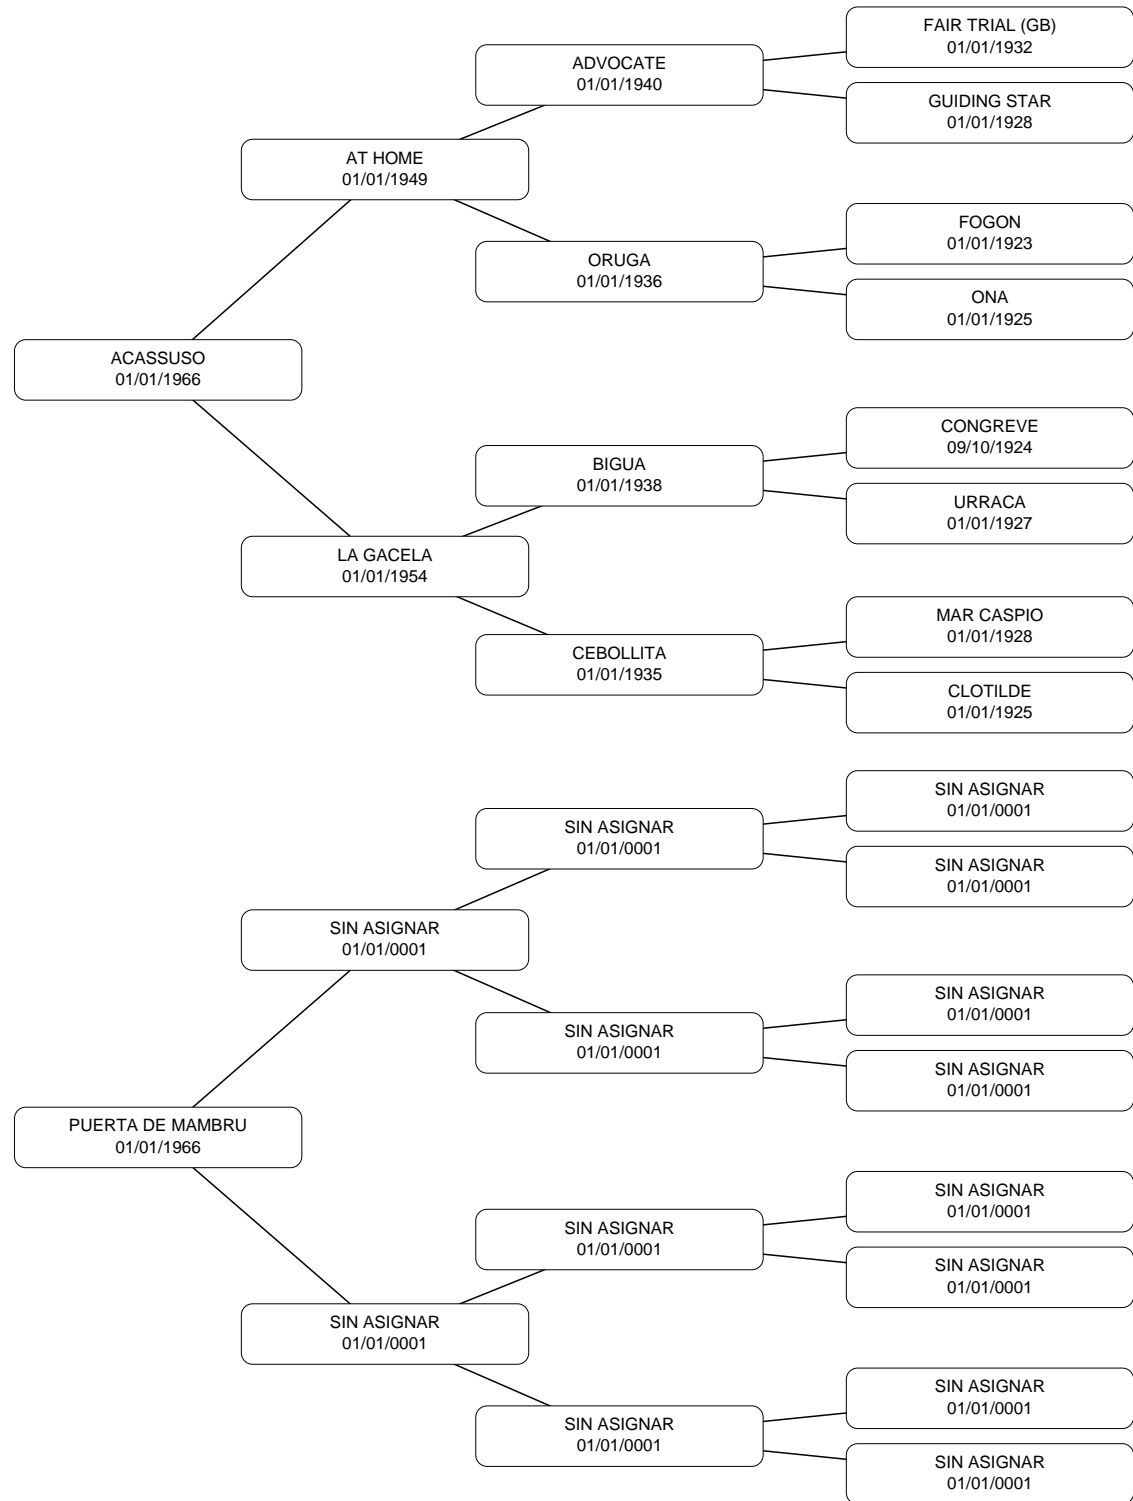 FAIR TRIAL (GB)
01/01/1932
ADVOCATE
01/01/1940
GUIDING STAR
01/01/1928
AT HOME
01/01/1949
FOGON
01/01/1923
ORUGA
01/01/1936
ONA
01/01/1925
ACASSUSO
01/01/1966
CONGREVE
09/10/1924
BIGUA
01/01/1938
URRACA
01/01/1927
LA GACELA
01/01/1954
MAR CASPIO
01/01/1928
CEBOLLITA
01/01/1935
CLOTILDE
01/01/1925
SIN ASIGNAR
01/01/0001
SIN ASIGNAR
01/01/0001
SIN ASIGNAR
01/01/0001
SIN ASIGNAR
01/01/0001
SIN ASIGNAR
01/01/0001
SIN ASIGNAR
01/01/0001
SIN ASIGNAR
01/01/0001
PUERTA DE MAMBRU
01/01/1966
SIN ASIGNAR
01/01/0001
SIN ASIGNAR
01/01/0001
SIN ASIGNAR
01/01/0001
SIN ASIGNAR
01/01/0001
SIN ASIGNAR
01/01/0001
SIN ASIGNAR
01/01/0001
SIN ASIGNAR
01/01/0001